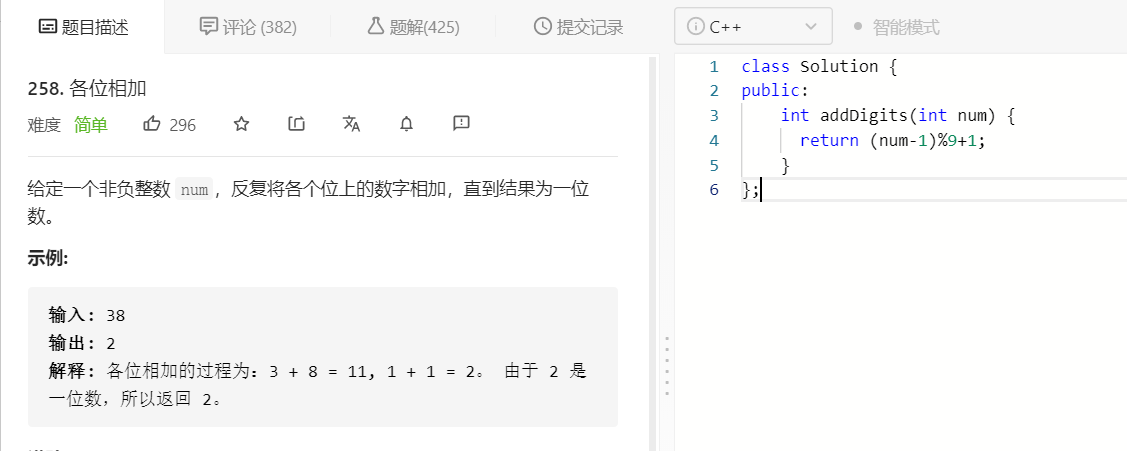 题目描述
评论 (382)
题解(425)
提交记录
C++
智能模式
258. 各位相加
难度 简单 296
给定一个非负整数 num，反复将各个位上的数字相加，直到结果为一位
数。
示例:
输入: 38
输出: 2
解释: 各位相加的过程为：3 + 8 = 11, 1 + 1 = 2。 由于 2 是
一位数，所以返回 2。
1 class Solution {
2 public:
3 int addDigits(int num) {
4 return (num-1)%9+1;
5 }
6 };